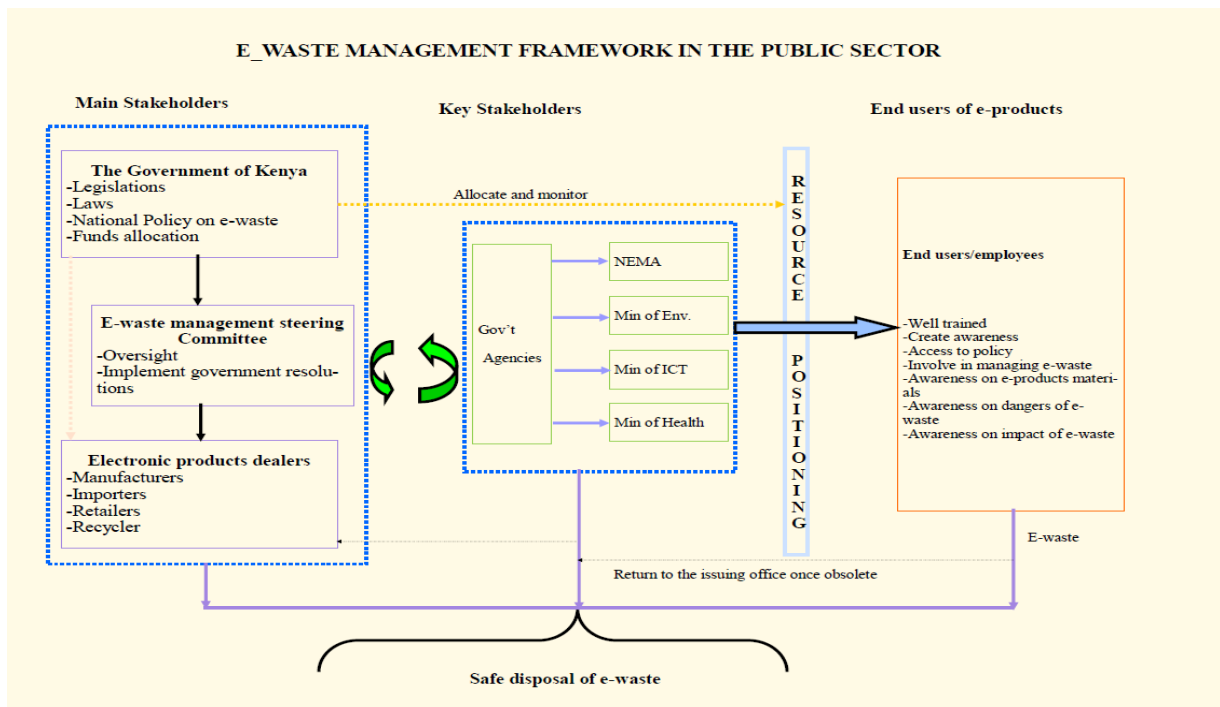 E_WASTE MANAGEMENT FRAMEWORK IN THE PUBLIC SECTOR
Main Stakeholders
Key Stakeholders
End users of e-products
The Government of Kenya
-Legislations
-Laws
-National Policy on e-waste
-Funds allocation
Allocate and monitor
E-waste management steering
Committee
-Oversight
-Implement government resolu-
tions
Electronic products dealers
-Manufacturers
-Importers
-Retailers
-Recycler
Gov't
Agencies
NEMA
Min of Env.
Min of ICT
Min of Health
RESOURCE POSITIONING
End users/employees
-Well trained
-Create awareness
-Access to policy
-Involve in managing e-waste
-Awareness on e-products materi-
als
-Awareness on dangers of e-
waste
-Awareness on impact of e-waste
E-waste
Return to the issuing office once obsolete
Safe disposal of e-waste